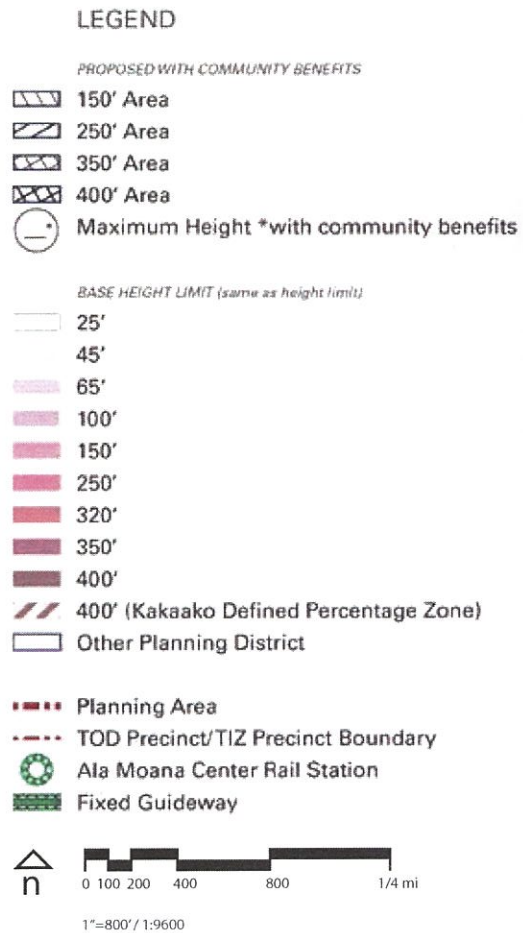 LEGEND
PROPOSED WITH COMMUNITY BENEFITS
150' Area
250' Area
350' Area
400' Area
Maximum Height *with community benefits
BASE HEIGHT LIMIT (same as height limit)
25'
45'
65'
100'
150'
250'
320'
350'
400'
400' (Kakaako Defined Percentage Zone)
Other Planning District
Planning Area
TOD Precinct/TIZ Precinct Boundary
Ala Moana Center Rail Station
Fixed Guideway
n
0 100 200 400 800 1/4 mi
1"=800' / 1:9600